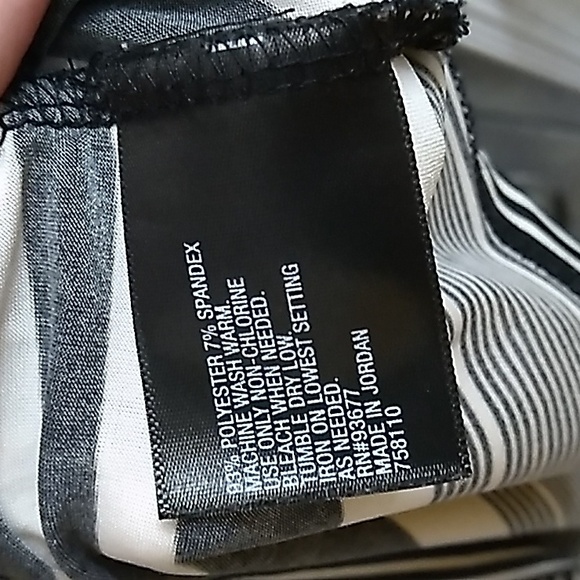 93% POLYESTER 7% SPANDEX
MACHINE WASH WARM.
USE ONLY NON-CHLORINE
BLEACH WHEN NEEDED.
TUMBLE DRY LOW.
IRON ON LOWEST SETTING
AS NEEDED.
RN#93677
MADE IN JORDAN
758110